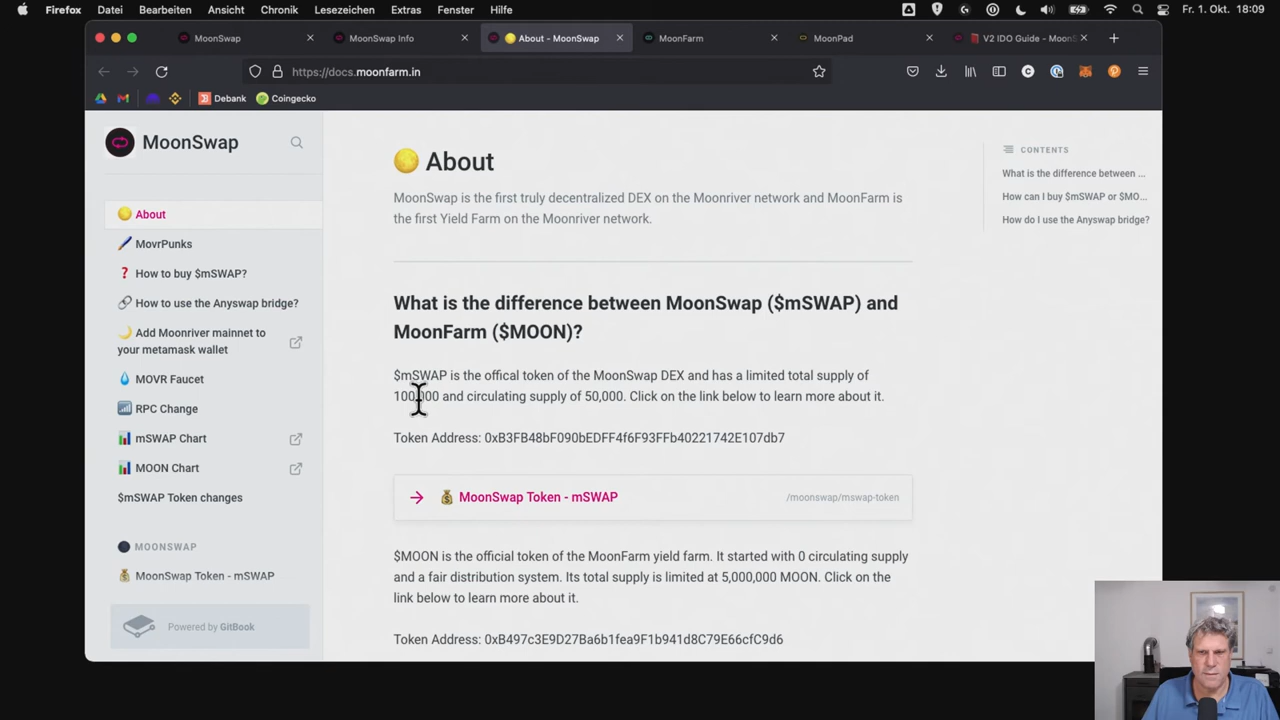 Firefox Datei Bearbeiten Ansicht Chronik Lesezeichen Extras Fenster Hilfe Fr. 1. Okt. 18:09
MoonSwap MoonSwap Info About - MoonSwap MoonFarm MoonPad V2 IDO Guide - MoonS
https://docs.moonfarm.in
Debank Coingecko
MoonSwap
About
MovrPunks
How to buy $mSWAP?
How to use the Anyswap bridge?
Add Moonriver mainnet to
your metamask wallet
MOVR Faucet
RPC Change
mSWAP Chart
MOON Chart
$mSWAP Token changes
MOONSWAP
MoonSwap Token - mSWAP
Powered by GitBook
About
MoonSwap is the first truly decentralized DEX on the Moonriver network and MoonFarm is
the first Yield Farm on the Moonriver network.
What is the difference between MoonSwap ($mSWAP) and
MoonFarm ($MOON)?
$mSWAP is the offical token of the MoonSwap DEX and has a limited total supply of
100,000 and circulating supply of 50,000. Click on the link below to learn more about it.
Token Address: 0xB3FB48bF090bEDFF4f6F93FFb40221742E107db7
MoonSwap Token - mSWAP /moonswap/mswap-token
$MOON is the official token of the MoonFarm yield farm. It started with 0 circulating supply
and a fair distribution system. Its total supply is limited at 5,000,000 MOON. Click on the
link below to learn more about it.
Token Address: 0xB497c3E9D27Ba6b1fea9F1b941d8C79E66cfC9d6
CONTENTS
What is the difference between ...
How can I buy $mSWAP or $MO...
How do I use the Anyswap bridge?